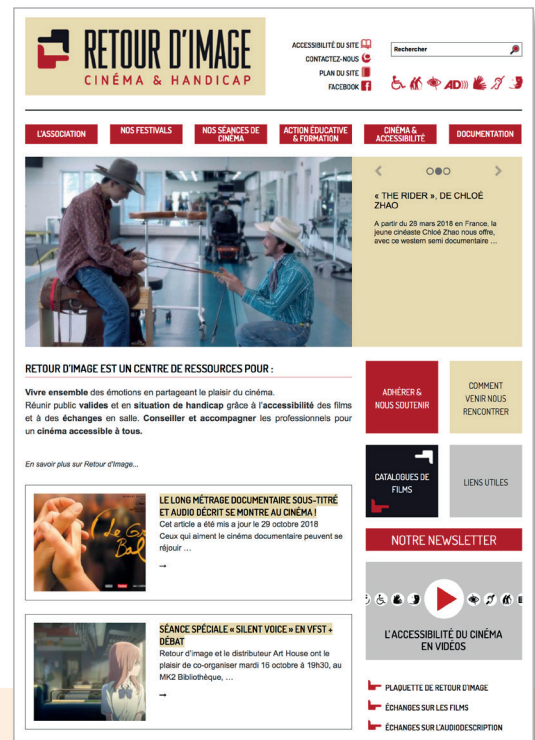 RETOUR D'IMAGE
CINÉMA & HANDICAP
ACCESSIBILITÉ DU SITE
CONTACTEZ-NOUS
PLAN DU SITE
FACEBOOK
Rechercher
AD
L'ASSOCIATION
NOS FESTIVALS
NOS SÉANCES DE
CINÉMA
ACTION ÉDUCATIVE
& FORMATION
CINÉMA &
ACCESSIBILITÉ
DOCUMENTATION
« THE RIDER », DE CHLOÉ
ZHAO
A partir du 28 mars 2018 en France, la
jeune cinéaste Chloé Zhao nous offre,
avec ce western semi documentaire ...
RETOUR D'IMAGE EST UN CENTRE DE RESSOURCES POUR :
Vivre ensemble des émotions en partageant le plaisir du cinéma.
Réunir public valides et en situation de handicap grâce à l'accessibilité des films
et à des échanges en salle. Conseiller et accompagner les professionnels pour
un cinéma accessible à tous.
En savoir plus sur Retour d'Image...
LE LONG MÉTRAGE DOCUMENTAIRE SOUS-TITRÉ
ET AUDIO DÉCRIT SE MONTRE AU CINÉMA !
Cet article a été mis a jour le 29 octobre 2018
Ceux qui aiment le cinéma documentaire peuvent se
réjouir ...
→
SÉANCE SPÉCIALE « SILENT VOICE » EN VFST +
DÉBAT
Retour d'image et le distributeur Art House ont le
plaisir de co-organiser mardi 16 octobre à 19h30, au
MK2 Bibliothèque, ...
→
ADHÉRER &
NOUS SOUTENIR
COMMENT
VENIR NOUS
RENCONTRER
CATALOGUES DE
FILMS
LIENS UTILES
NOTRE NEWSLETTER
L'ACCESSIBILITÉ DU CINÉMA
EN VIDÉOS
PLAQUETTE DE RETOUR D'IMAGE
ÉCHANGES SUR LES FILMS
ÉCHANGES SUR L'AUDIODESCRIPTION